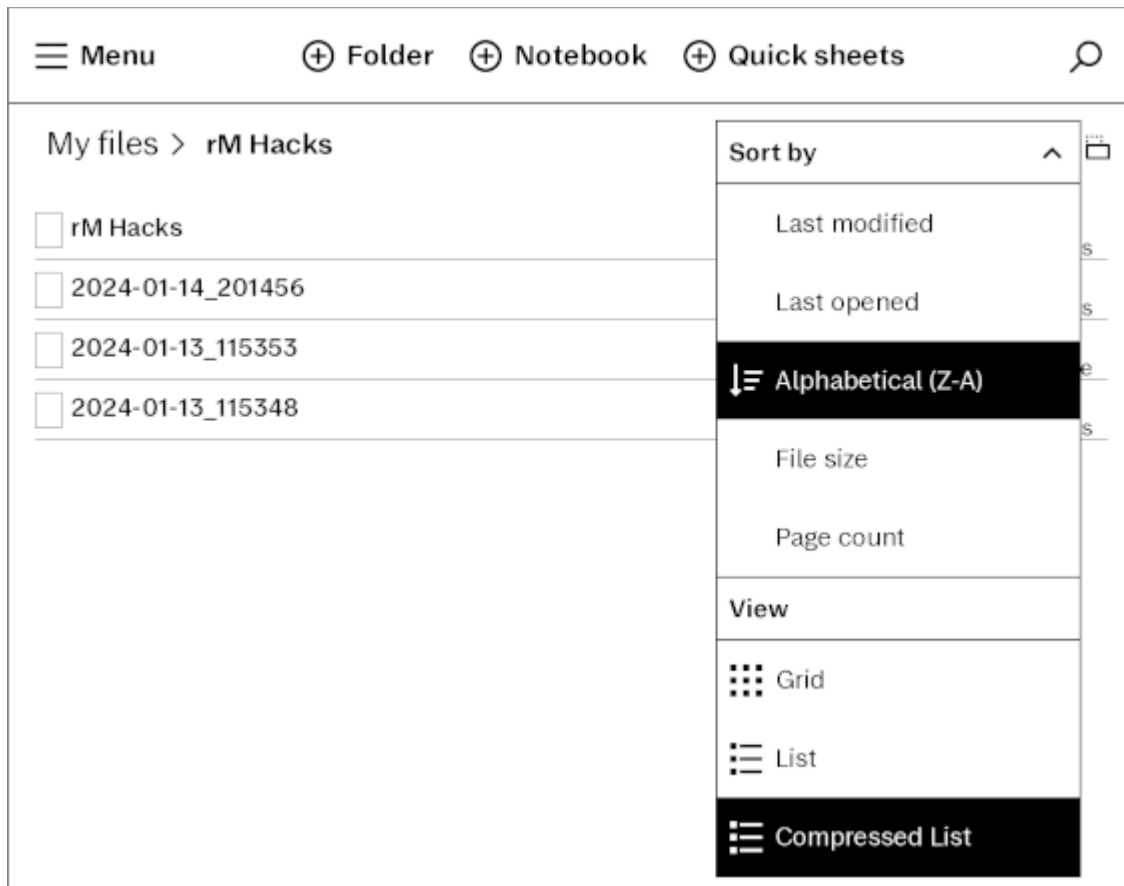 Menu Folder Notebook Quick sheets
My files > rM Hacks
Sort by
rM Hacks
2024-01-14_201456
2024-01-13_115353
2024-01-13_115348
Last modified
Last opened
Alphabetical (Z-A)
File size
Page count
View
Grid
List
Compressed List